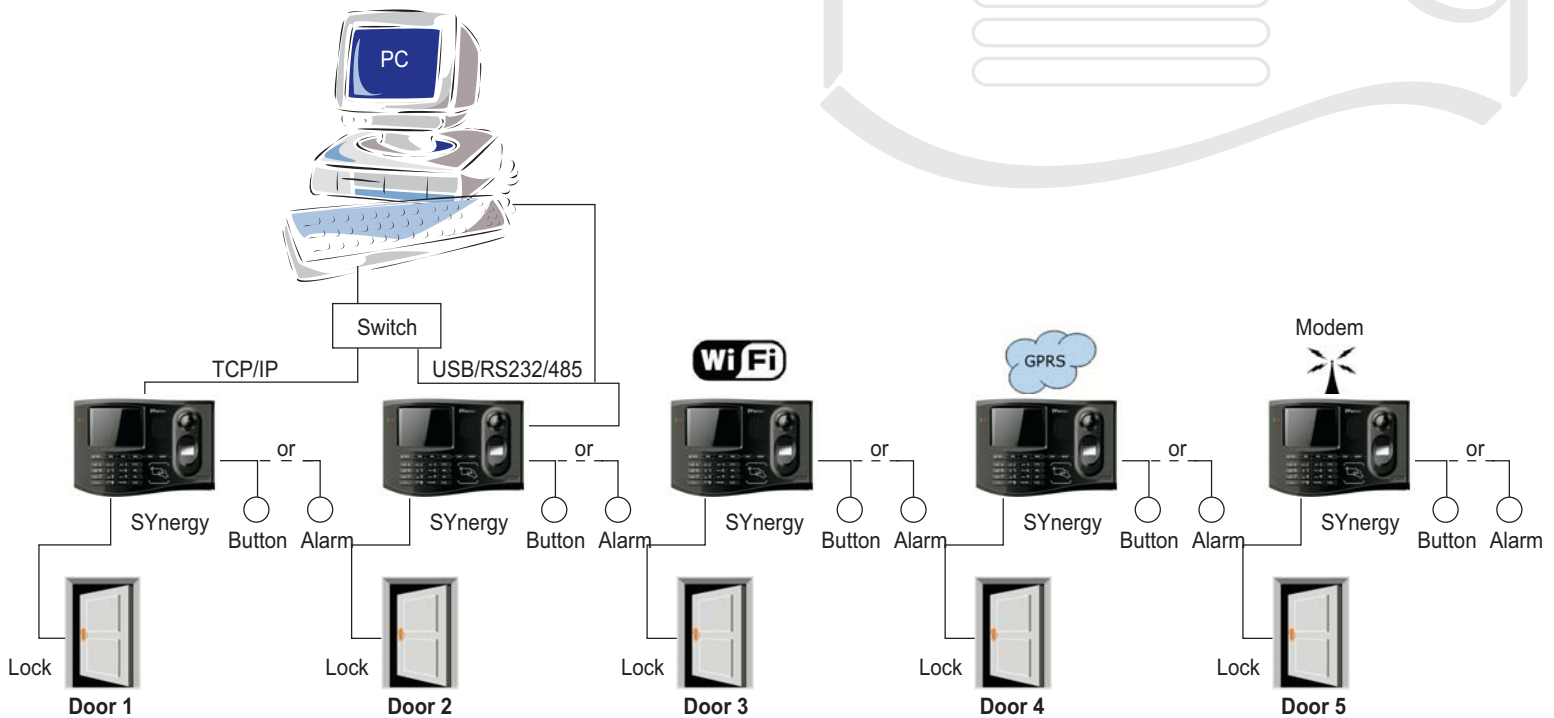 PC
Switch
TCP/IP
USB/RS232/485
Wi Fi
GPRS
Modem
or
or
or
or
or
SYnergy
Button
Alarm
SYnergy
Button
Alarm
SYnergy
Button
Alarm
SYnergy
Button
Alarm
SYnergy
Button
Alarm
Lock
Lock
Lock
Lock
Lock
Door 1
Door 2
Door 3
Door 4
Door 5